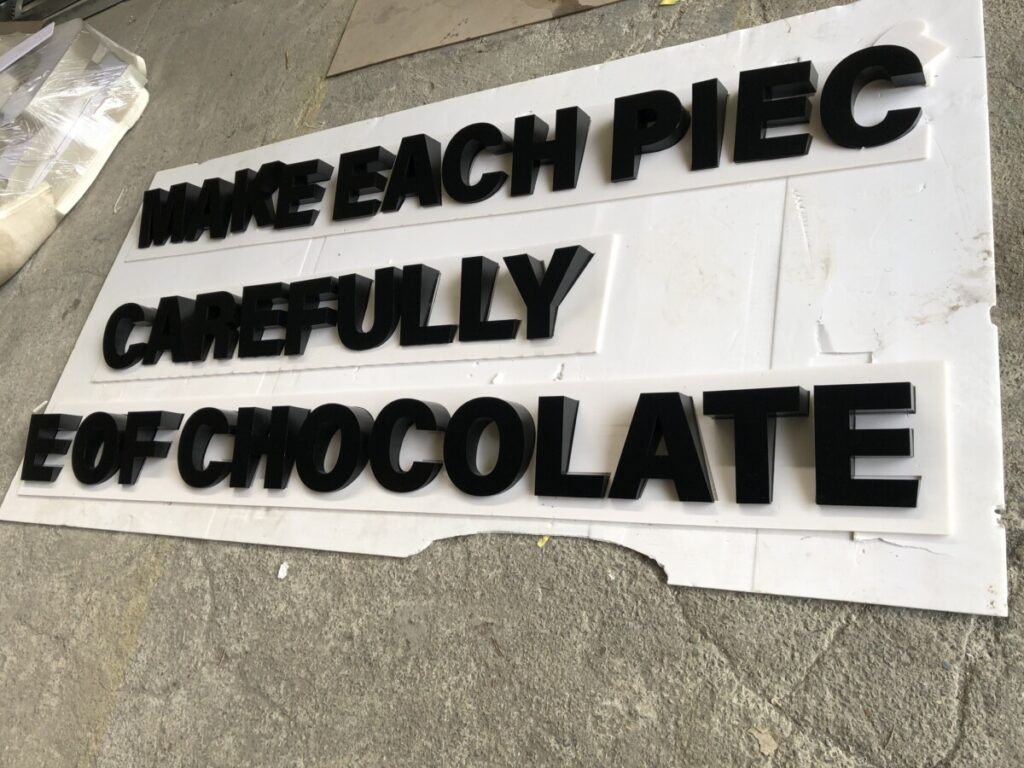 MAKE EACH PIEC
CAREFULLY
E OF CHOCOLATE